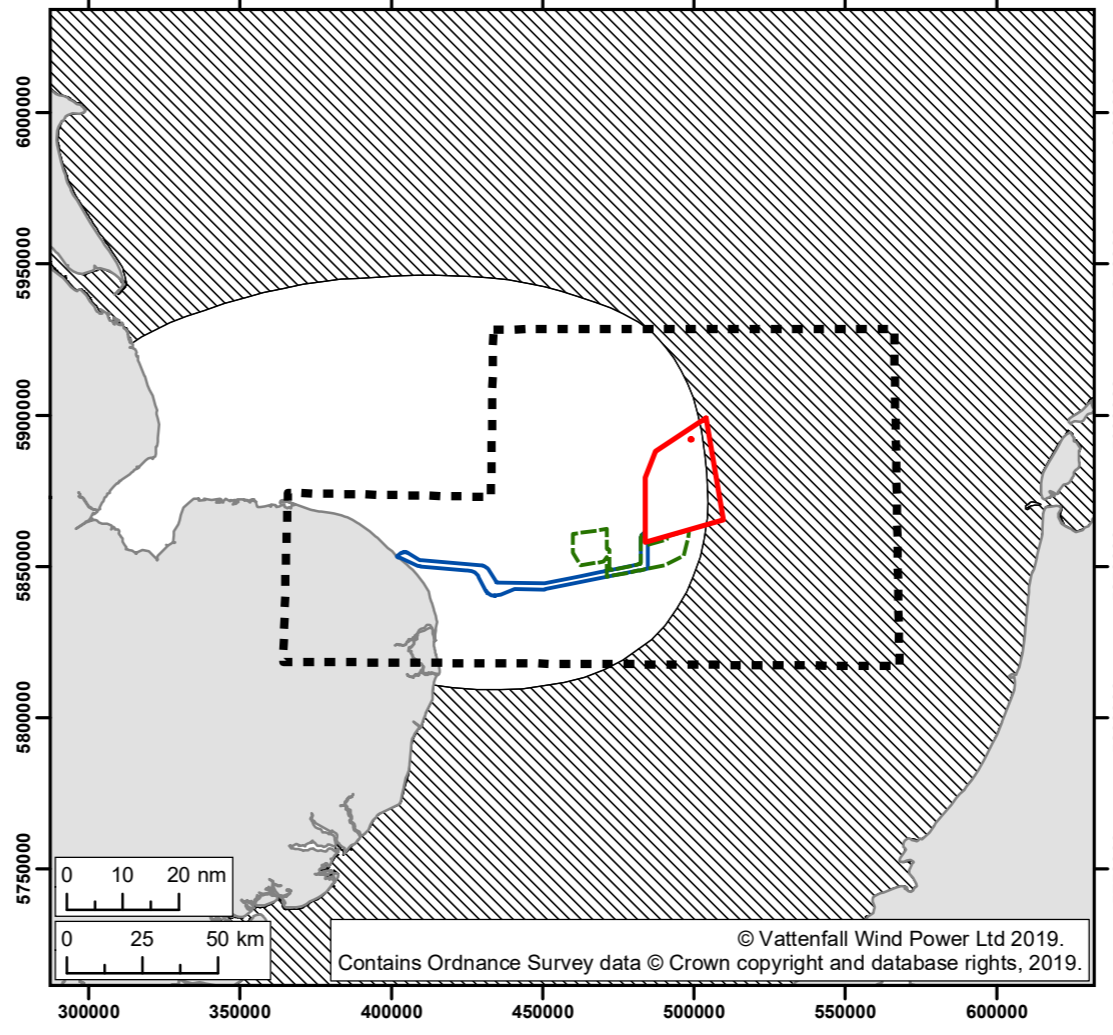 6000000
5950000
5900000
5850000
5800000
5750000
0 10 20 nm
0 25 50 km
© Vattenfall Wind Power Ltd 2019.
Contains Ordnance Survey data © Crown copyright and database rights, 2019.
300000 350000 400000 450000 500000 550000 600000